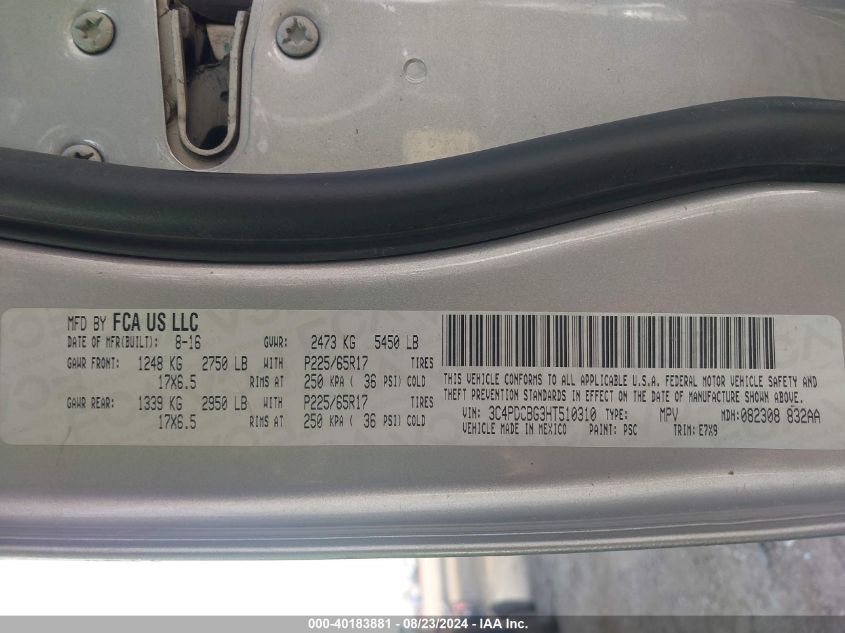 MFD BY FCA US LLC
DATE OF MFR(BUILT): 8-16 GVWR: 2473 KG 5450 LB
GAWR FRONT: 1248 KG 2750 LB WITH P225/65R17 TIRES
17X6.5 RIMS AT 250 KPA ( 36 PSI) COLD
GAWR REAR: 1339 KG 2950 LB WITH P225/65R17 TIRES
17X6.5 RIMS AT 250 KPA ( 36 PSI) COLD
THIS VEHICLE CONFORMS TO ALL APPLICABLE U.S.A. FEDERAL MOTOR VEHICLE SAFETY AND
THEFT PREVENTION STANDARDS IN EFFECT ON THE DATE OF MANUFACTURE SHOWN ABOVE.
VIN: 3C4PDCBG3HT510310 TYPE: MPV MDH: 082308 832AA
VEHICLE MADE IN MEXICO PAINT: PSC TRIM: E7X9
000-40183881 - 08/23/2024 - IAA Inc.